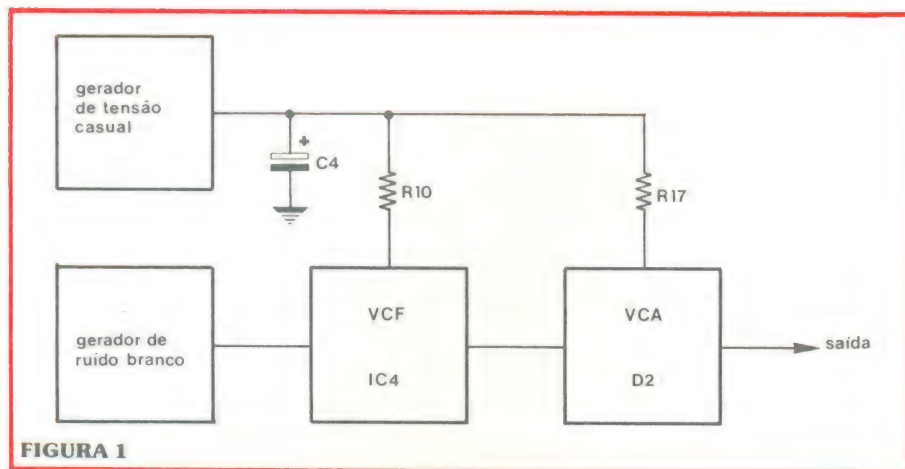 gerador
de tensão
casual
+
C4
R10
R17
gerador de
ruído branco
VCF
IC4
VCA
D2
saída
FIGURA 1